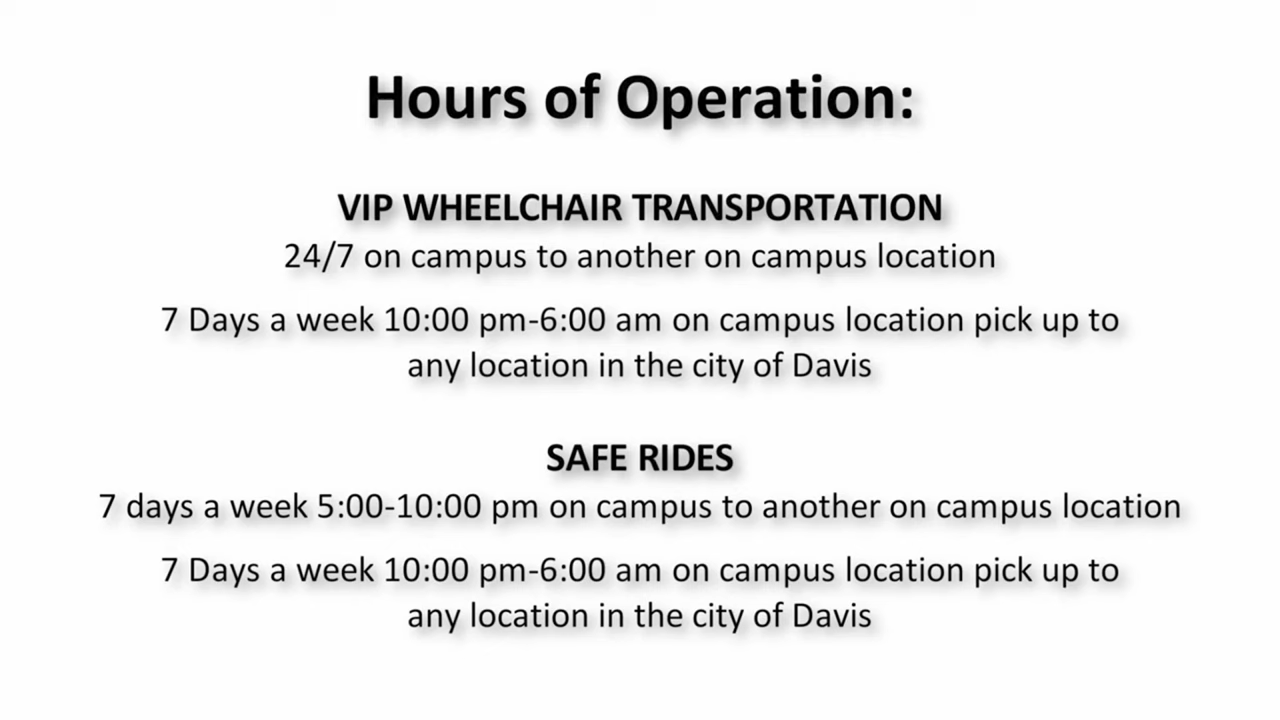 Hours of Operation:
VIP WHEELCHAIR TRANSPORTATION
24/7 on campus to another on campus location
7 Days a week 10:00 pm-6:00 am on campus location pick up to
any location in the city of Davis
SAFE RIDES
7 days a week 5:00-10:00 pm on campus to another on campus location
7 Days a week 10:00 pm-6:00 am on campus location pick up to
any location in the city of Davis